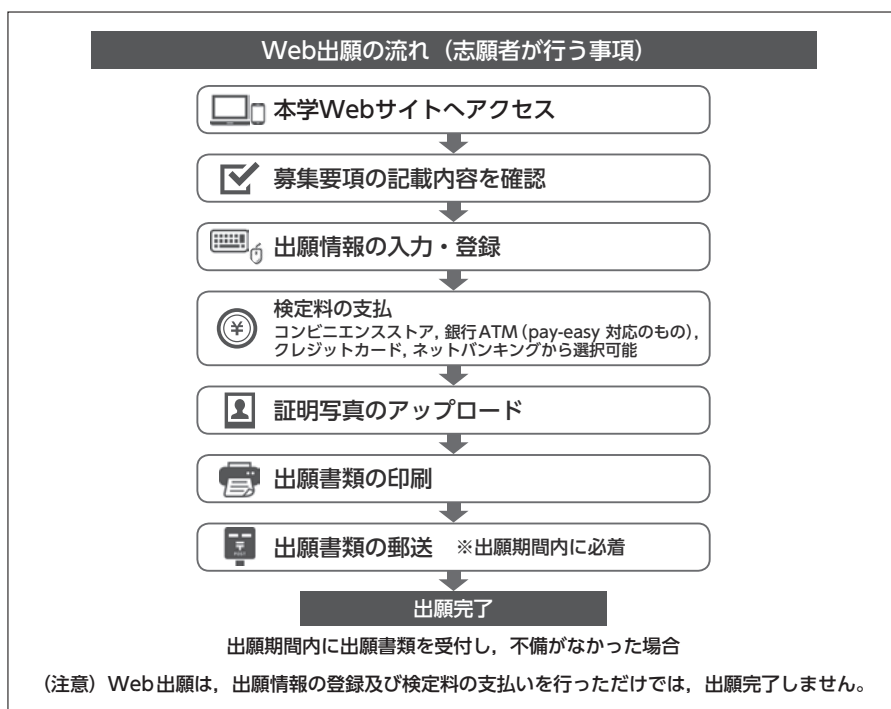 Web出願の流れ（志願者が行う事項）
本学Webサイトへアクセス
募集要項の記載内容を確認
出願情報の入力・登録
検定料の支払
コンビニエンスストア，銀行ATM（pay-easy 対応のもの），
クレジットカード，ネットバンキングから選択可能
証明写真のアップロード
出願書類の印刷
出願書類の郵送　※出願期間内に必着
出願完了
出願期間内に出願書類を受付し，不備がなかった場合
（注意）Web出願は，出願情報の登録及び検定料の支払いを行っただけでは，出願完了しません。